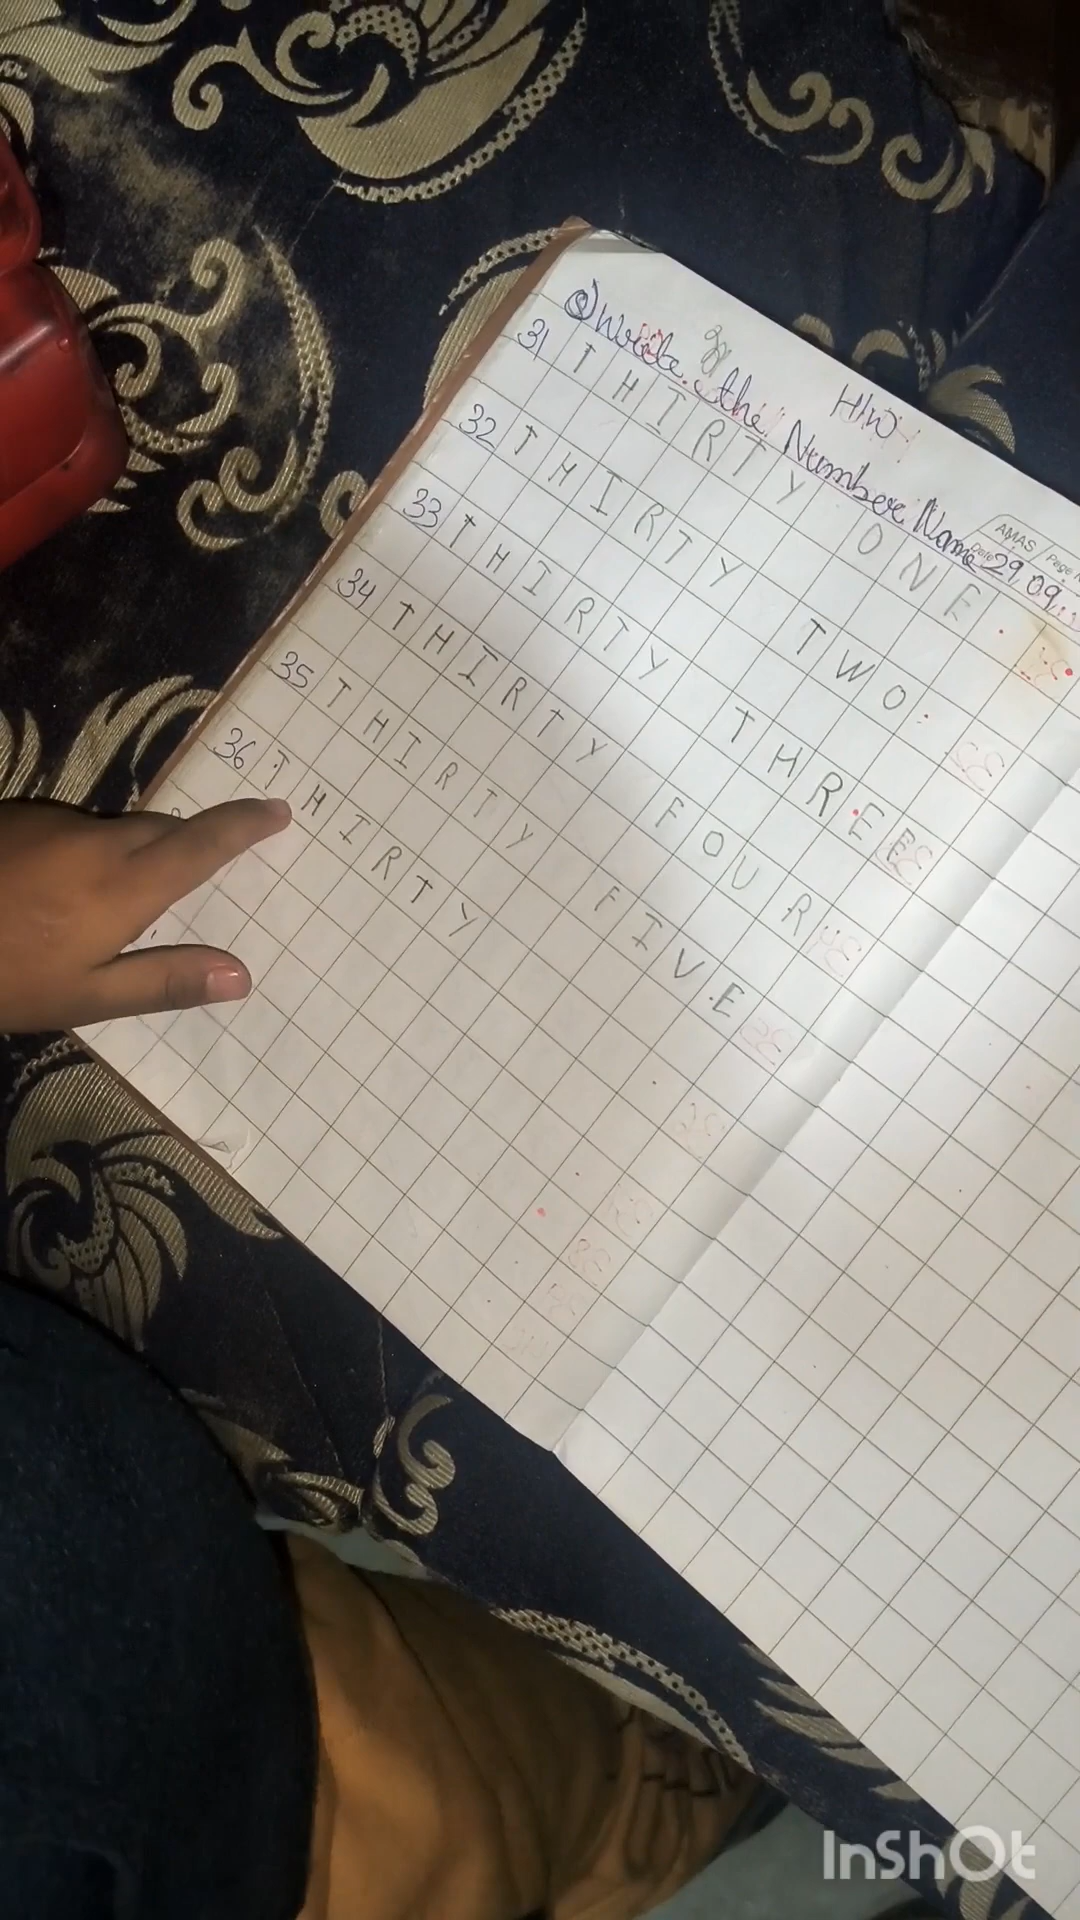 H/W
AMAS
Date 29.09
Write the Number Name
31 THIRTY ONE
32 THIRTY TWO
33 THIRTY THREE
34 THIRTY FOUR
35 THIRTY FIVE
36 THIRTY
InShOt